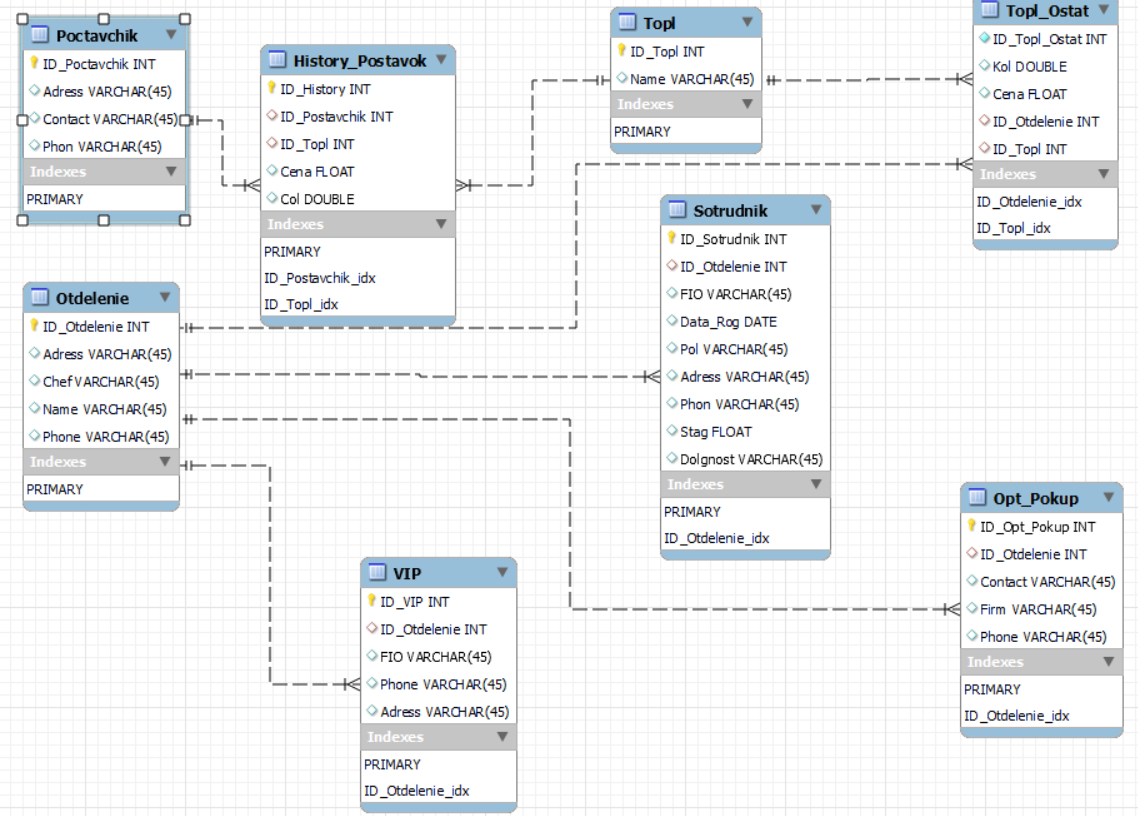 Poctavchik
ID_Poctavchik INT
Adress VARCHAR(45)
Contact VARCHAR(45)
Phon VARCHAR(45)
Indexes
PRIMARY
History_Postavok
ID_History INT
ID_Postavchik INT
ID_Topl INT
Cena FLOAT
Col DOUBLE
Indexes
PRIMARY
ID_Postavchik_idx
ID_Topl_idx
Topl
ID_Topl INT
Name VARCHAR(45)
Indexes
PRIMARY
Topl_Ostat
ID_Topl_Ostat INT
Kol DOUBLE
Cena FLOAT
ID_Otdelenie INT
ID_Topl INT
Indexes
ID_Otdelenie_idx
ID_Topl_idx
Otdelenie
ID_Otdelenie INT
Adress VARCHAR(45)
Chef VARCHAR(45)
Name VARCHAR(45)
Phone VARCHAR(45)
Indexes
PRIMARY
Sotrudnik
ID_Sotrudnik INT
ID_Otdelenie INT
FIO VARCHAR(45)
Data_Rog DATE
Pol VARCHAR(45)
Adress VARCHAR(45)
Phon VARCHAR(45)
Stag FLOAT
Dolgnost VARCHAR(45)
Indexes
PRIMARY
ID_Otdelenie_idx
VIP
ID_VIP INT
ID_Otdelenie INT
FIO VARCHAR(45)
Phone VARCHAR(45)
Adress VARCHAR(45)
Indexes
PRIMARY
ID_Otdelenie_idx
Opt_Pokup
ID_Opt_Pokup INT
ID_Otdelenie INT
Contact VARCHAR(45)
Firm VARCHAR(45)
Phone VARCHAR(45)
Indexes
PRIMARY
ID_Otdelenie_idx